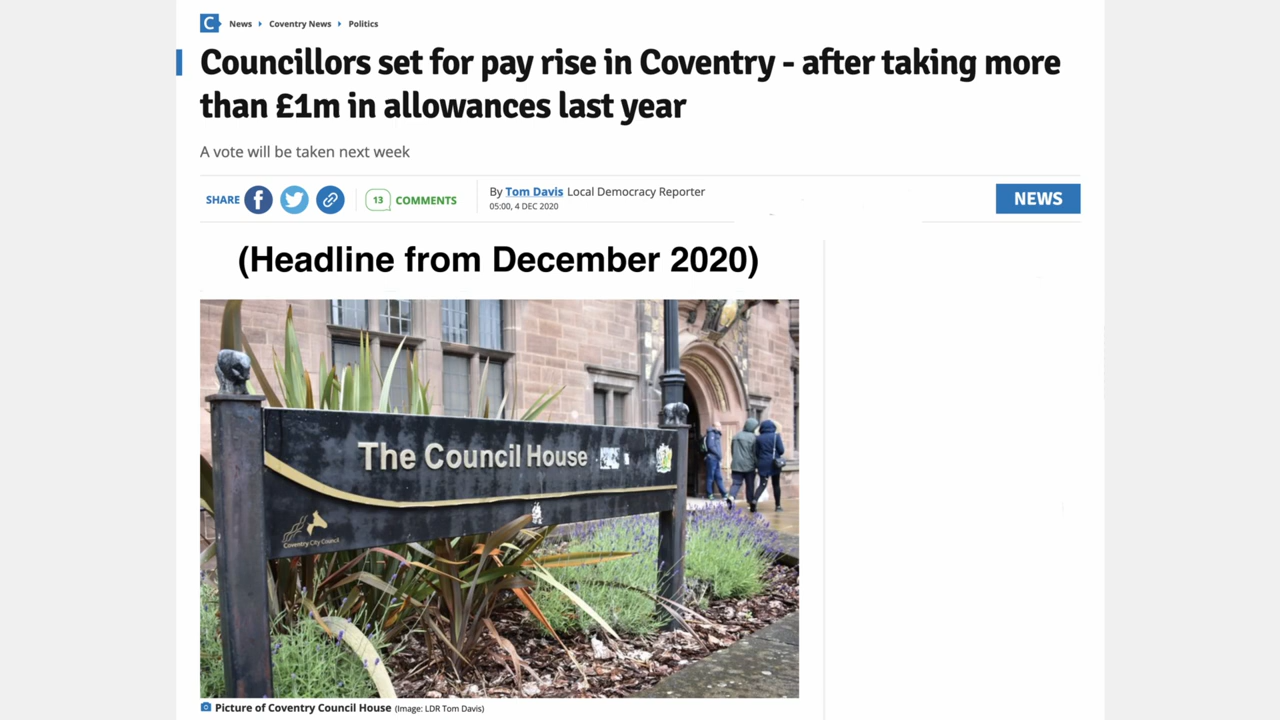 C News Coventry News Politics
Councillors set for pay rise in Coventry - after taking more
than £1m in allowances last year
A vote will be taken next week
SHARE 13 COMMENTS By Tom Davis Local Democracy Reporter
05:00, 4 DEC 2020
NEWS
(Headline from December 2020)
The Council House
Coventry City Council
Picture of Coventry Council House (Image: LDR Tom Davis)